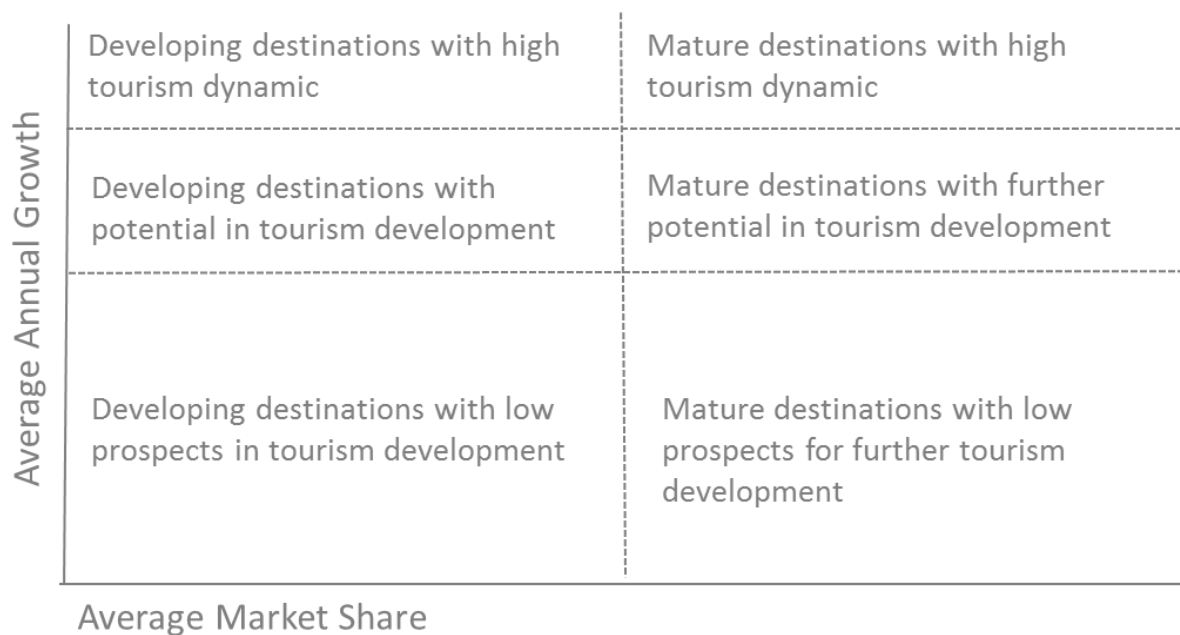 Developing destinations with high
tourism dynamic
Mature destinations with high
tourism dynamic
Developing destinations with
potential in tourism development
Mature destinations with further
potential in tourism development
Developing destinations with low
prospects in tourism development
Mature destinations with low
prospects for further tourism
development
Average Annual Growth
Average Market Share